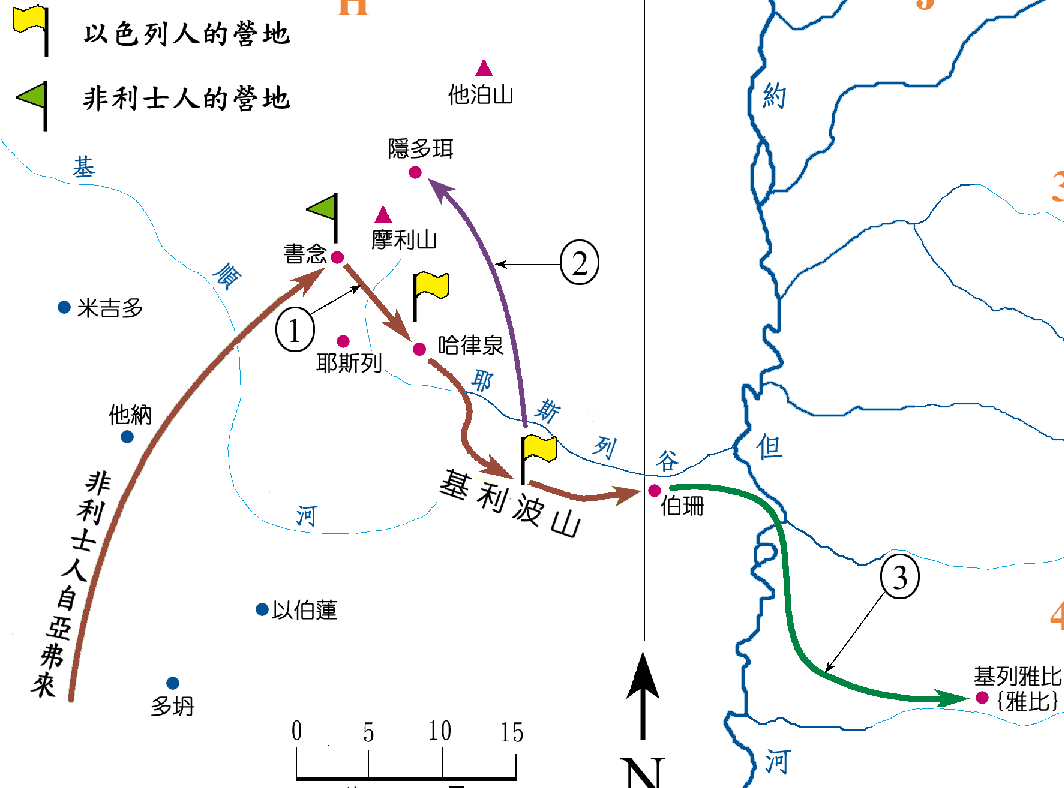 H
J
以色列人的營地
非利士人的營地
他泊山
約
隱多珥
基
3
摩利山
書念
順
2
米吉多
1
哈律泉
耶斯列
耶
斯
他納
列
谷
但
非利士人自亞弗來
基利波山
伯珊
河
3
以伯蓮
4
基列雅比
{雅比}
多坍
0 5 10 15
N
河